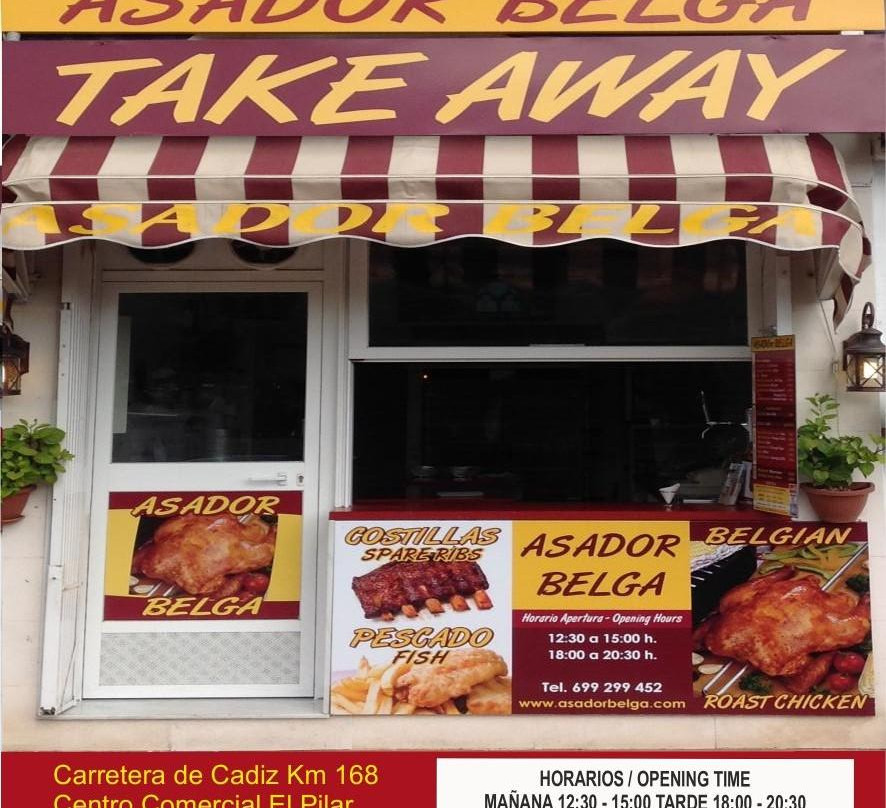 ASADOR BELGA
TAKE AWAY
ASADOR BELGA
ASADOR BELGA
ASADOR
BELGA
COSTILLAS
SPARE RIBS
PESCADO
FISH
ASADOR
BELGA
Horario Apertura - Opening Hours
12:30 a 15:00 h.
18:00 a 20:30 h.
Tel. 699 299 452
www.asadorbelga.com
BELGIAN
ROAST CHICKEN
Carretera de Cadiz Km 168
Centro Comercial El Pilar
HORARIOS / OPENING TIME
MAÑANA 12:30 - 15:00 TARDE 18:00 - 20:30